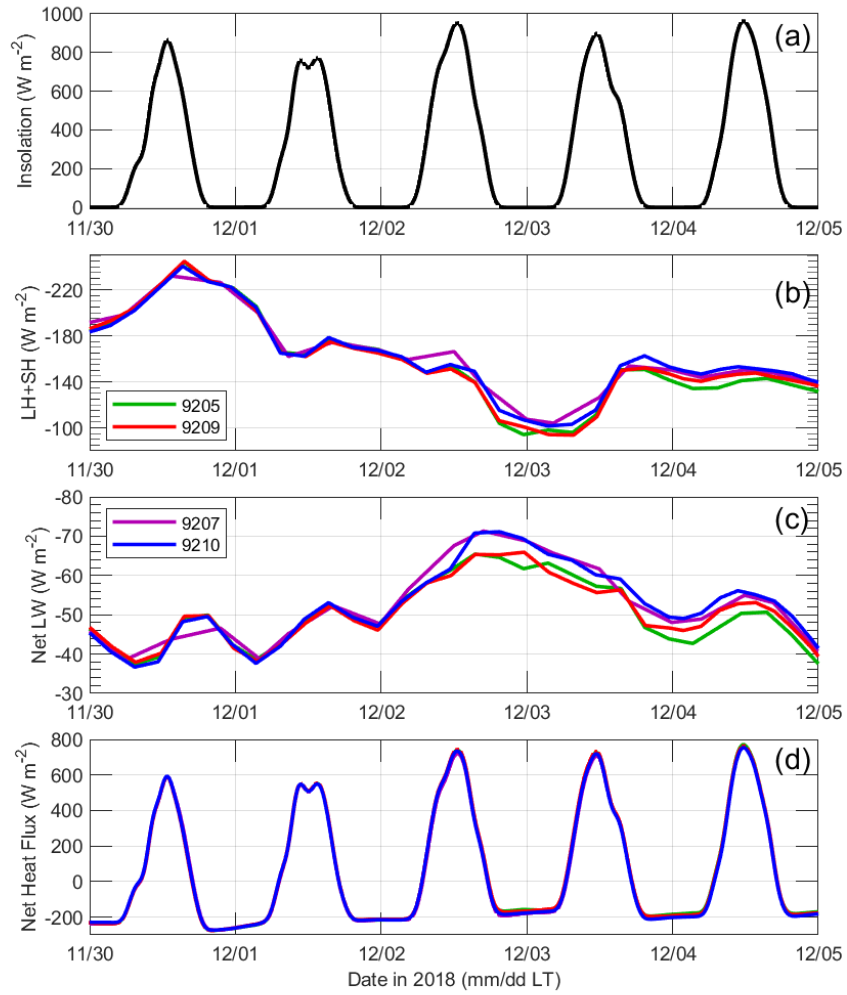 1000
800
600
400
200
0
Insolation (W m-2)
(a)
11/30 12/01 12/02 12/03 12/04 12/05
-220
-180
-140
-100
LH+SH (W m-2)
(b)
9205
9209
11/30 12/01 12/02 12/03 12/04 12/05
-80
-70
-60
-50
-40
-30
Net LW (W m-2)
(c)
9207
9210
11/30 12/01 12/02 12/03 12/04 12/05
800
600
400
200
0
-200
Net Heat Flux (W m-2)
(d)
11/30 12/01 12/02 12/03 12/04 12/05
Date in 2018 (mm/dd LT)